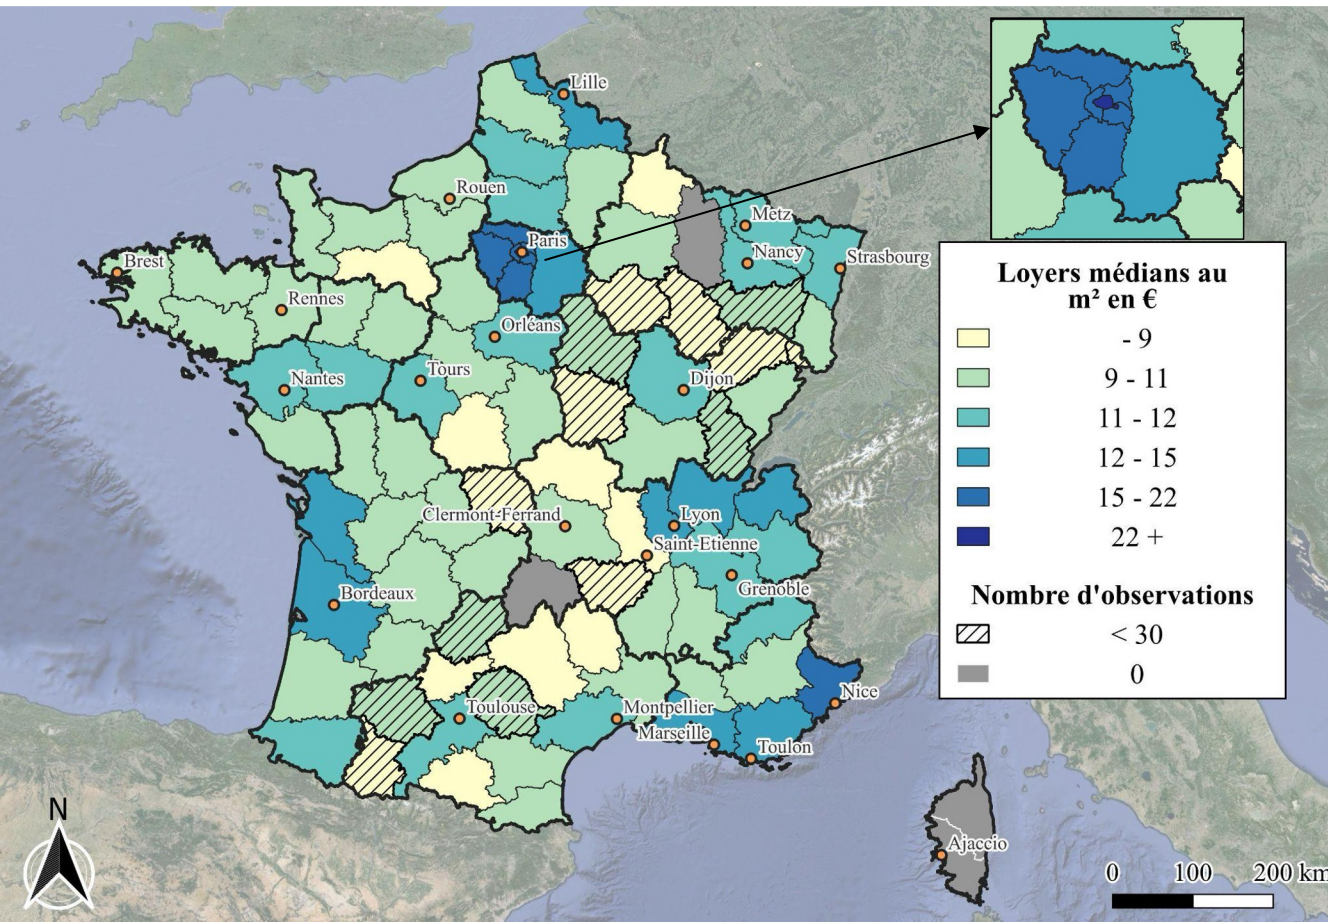 Lille
Rouen
Metz
Paris
Nancy
Strasbourg
Brest
Rennes
Orléans
Nantes
Tours
Dijon
Clermont-Ferrand
Lyon
Saint-Etienne
Grenoble
Bordeaux
Nice
Toulouse
Montpellier
Marseille
Toulon
Ajaccio
N
Loyers médians au
m² en €
- 9
9 - 11
11 - 12
12 - 15
15 - 22
22 +
Nombre d'observations
< 30
0
0 100 200 km